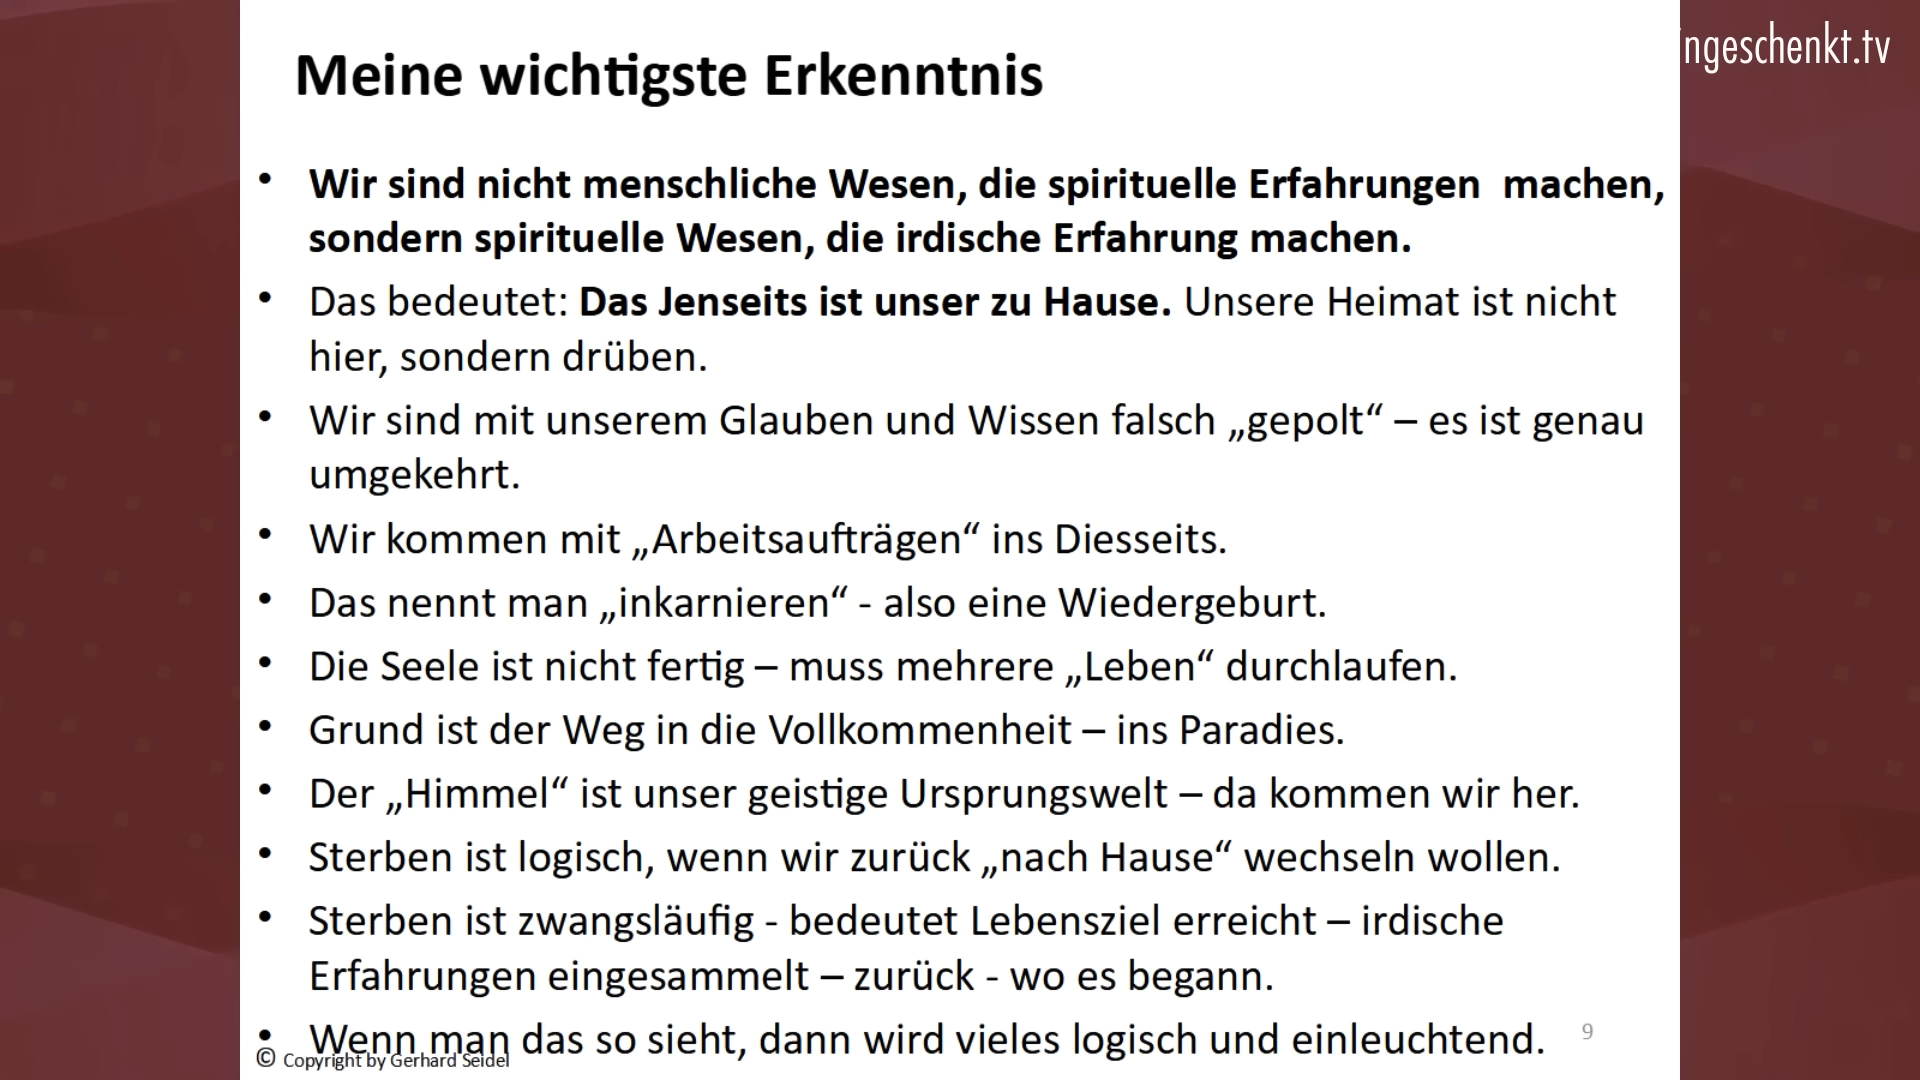 ngeschenkt.tv
Meine wichtigste Erkenntnis
• Wir sind nicht menschliche Wesen, die spirituelle Erfahrungen  machen,
sondern spirituelle Wesen, die irdische Erfahrung machen.
• Das bedeutet: Das Jenseits ist unser zu Hause. Unsere Heimat ist nicht
hier, sondern drüben.
• Wir sind mit unserem Glauben und Wissen falsch „gepolt“ – es ist genau
umgekehrt.
• Wir kommen mit „Arbeitsaufträgen“ ins Diesseits.
• Das nennt man „inkarnieren“ - also eine Wiedergeburt.
• Die Seele ist nicht fertig – muss mehrere „Leben“ durchlaufen.
• Grund ist der Weg in die Vollkommenheit – ins Paradies.
• Der „Himmel“ ist unser geistige Ursprungswelt – da kommen wir her.
• Sterben ist logisch, wenn wir zurück „nach Hause“ wechseln wollen.
• Sterben ist zwangsläufig - bedeutet Lebensziel erreicht – irdische
Erfahrungen eingesammelt – zurück - wo es begann.
• Wenn man das so sieht, dann wird vieles logisch und einleuchtend.
9
© Copyright by Gerhard Seidel